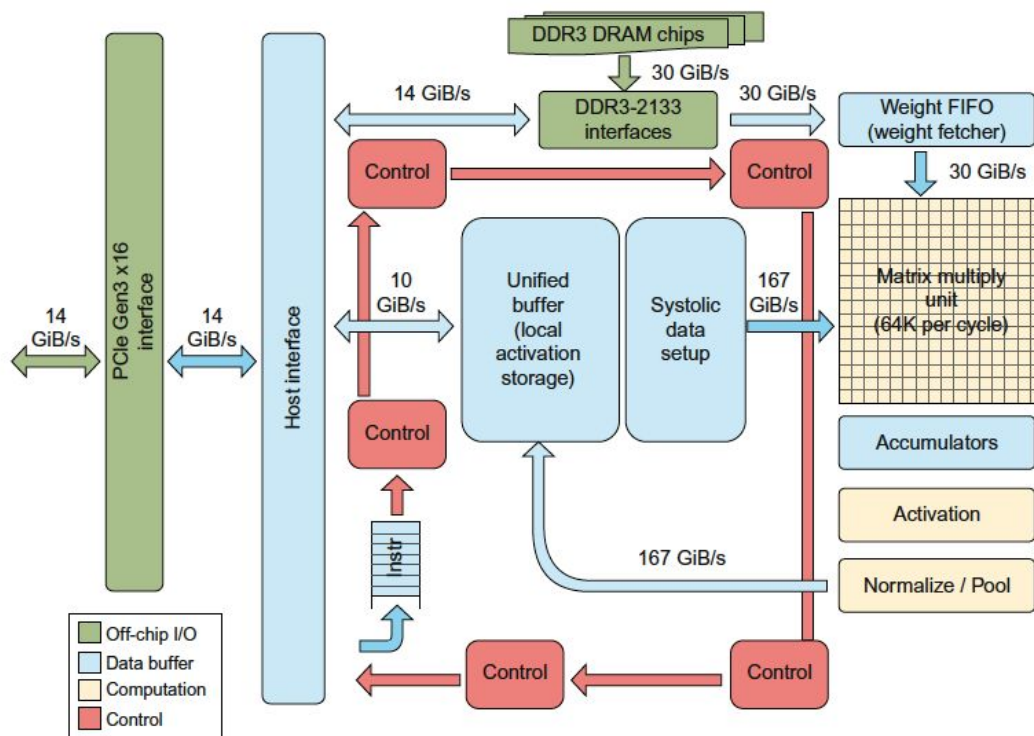 DDR3 DRAM chips
30 GiB/s
14 GiB/s
DDR3-2133
interfaces
30 GiB/s
Weight FIFO
(weight fetcher)
30 GiB/s
Control
Control
PCIe Gen3 x16
interface
14
GiB/s
14
GiB/s
Host interface
10
GiB/s
Unified
buffer
(local
activation
storage)
Systolic
data
setup
167
GiB/s
Matrix multiply
unit
(64K per cycle)
Control
Accumulators
Activation
Instr
167 GiB/s
Normalize / Pool
Control
Control
Off-chip I/O
Data buffer
Computation
Control